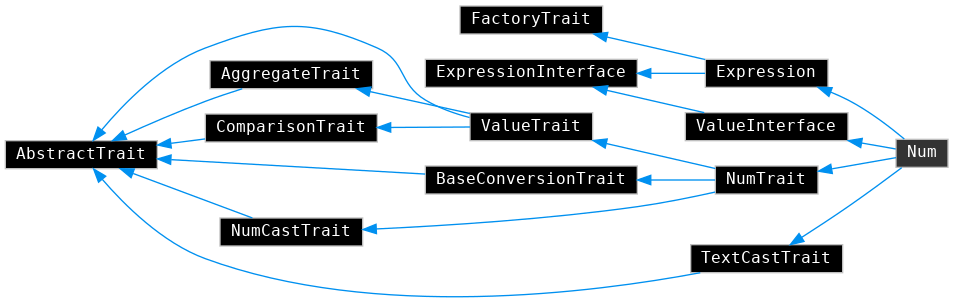 FactoryTrait
AggregateTrait
ExpressionInterface
Expression
ComparisonTrait
ValueTrait
ValueInterface
AbstractTrait
Num
BaseConversionTrait
NumTrait
NumCastTrait
TextCastTrait